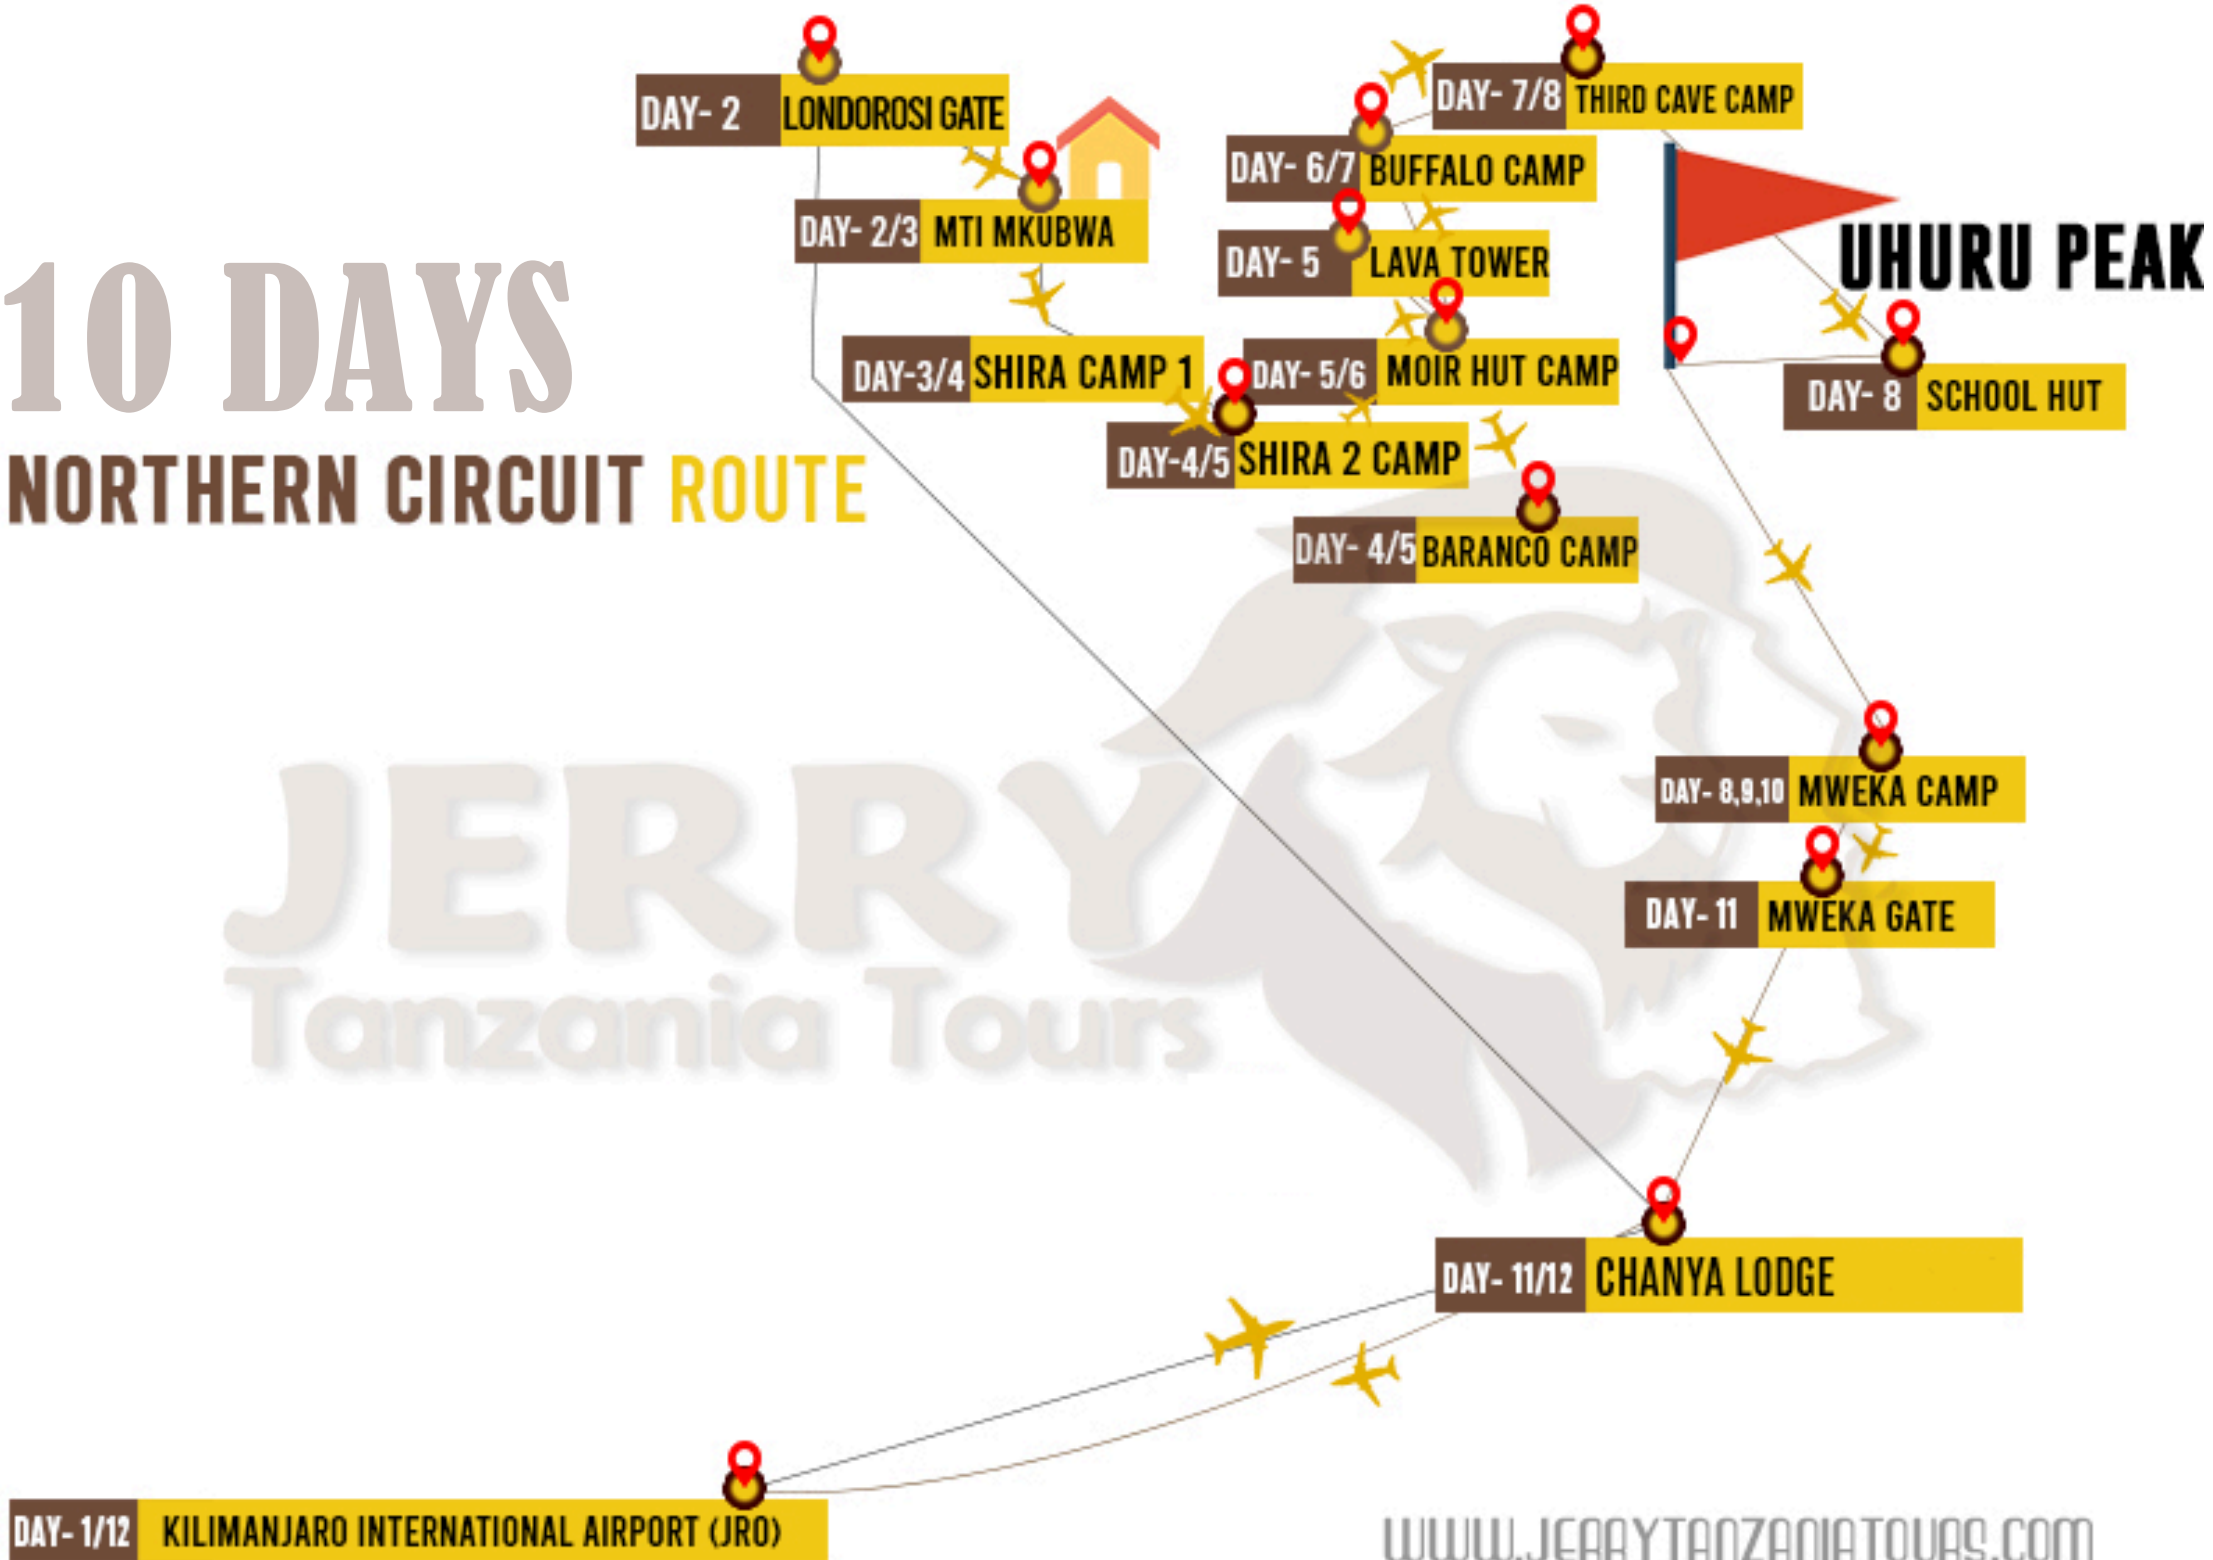 10 DAYS
NORTHERN CIRCUIT ROUTE
DAY- 2 LONDOROSI GATE
DAY- 2/3 MTI MKUBWA
DAY-3/4 SHIRA CAMP 1
DAY-4/5 SHIRA 2 CAMP
DAY- 4/5 BARANCO CAMP
DAY- 7/8 THIRD CAVE CAMP
DAY- 6/7 BUFFALO CAMP
DAY- 5 LAVA TOWER
DAY- 5/6 MOIR HUT CAMP
UHURU PEAK
DAY- 8 SCHOOL HUT
DAY- 8,9,10 MWEKA CAMP
DAY- 11 MWEKA GATE
JERRY
Tanzania Tours
DAY- 11/12 CHANYA LODGE
DAY- 1/12 KILIMANJARO INTERNATIONAL AIRPORT (JRO)
WWW.JERRYTANZANIATOURS.COM